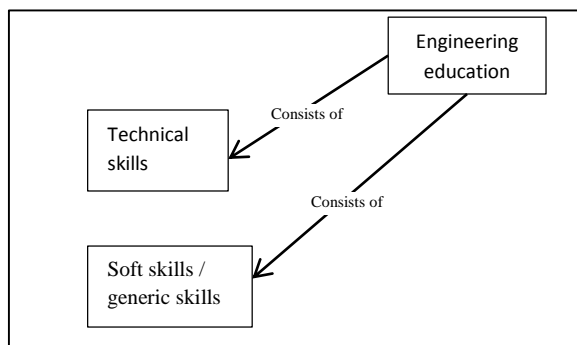 Engineering
education
Consists of
Technical
skills
Consists of
Soft skills /
generic skills